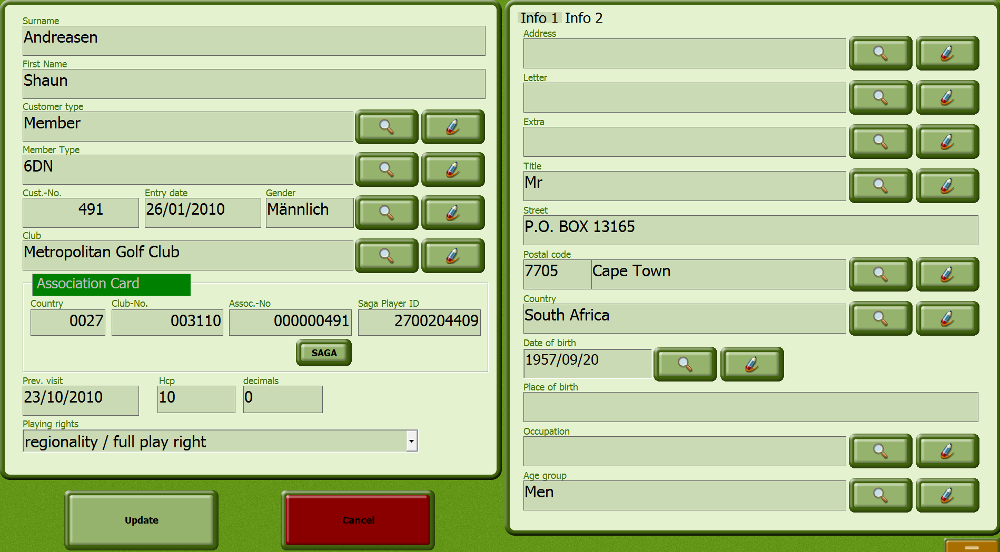 Surname
Andreasen
First Name
Shaun
Customer type
Member
Member Type
6DN
Cust.-No. Entry date Gender
491 26/01/2010 Männlich
Club
Metropolitan Golf Club
Association Card
Country Club-No. Assoc.-No Saga Player ID
0027 003110 000000491 2700204409
SAGA
Prev. visit Hcp decimals
23/10/2010 10 0
Playing rights
regionality / full play right
Update Cancel
Info 1 Info 2
Address
Letter
Extra
Title
Mr
Street
P.O. BOX 13165
Postal code
7705 Cape Town
Country
South Africa
Date of birth
1957/09/20
Place of birth
Occupation
Age group
Men